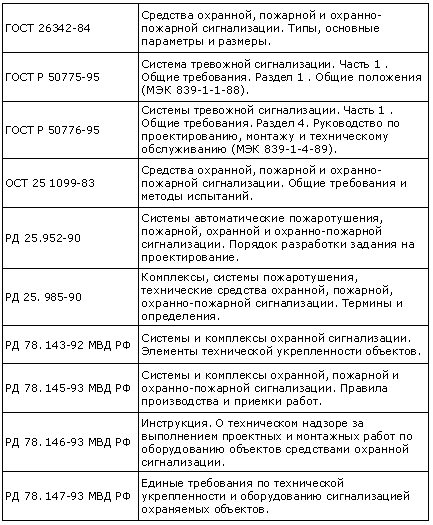 ГОСТ 26342-84
Средства охранной, пожарной и охранно-
пожарной сигнализации. Типы, основные
параметры и размеры.
ГОСТ Р 50775-95
Система тревожной сигнализации. Часть 1 .
Общие требования. Раздел 1 . Общие положения
(МЭК 839-1-1-88).
ГОСТ Р 50776-95
Системы тревожной сигнализации. Часть 1 .
Общие требования. Раздел 4. Руководство по
проектированию, монтажу и техническому
обслуживанию (МЭК 839-1-4-89).
ОСТ 25 1099-83
Средства охранной, пожарной и охранно-
пожарной сигнализации. Общие требования и
методы испытаний.
РД 25.952-90
Системы автоматические пожаротушения,
пожарной, охранной и охранно-пожарной
сигнализации. Порядок разработки задания на
проектирование.
РД 25. 985-90
Комплексы, системы пожаротушения,
технические средства охранной, пожарной,
охранно-пожарной сигнализации. Термины и
определения.
РД 78. 143-92 МВД РФ
Системы и комплексы охранной сигнализации.
Элементы технической укрепленности объектов.
РД 78. 145-93 МВД РФ
Системы и комплексы охранной, пожарной и
охранно-пожарной сигнализации. Правила
производства и приемки работ.
РД 78. 146-93 МВД РФ
Инструкция. О техническом надзоре за
выполнением проектных и монтажных работ по
оборудованию объектов средствами охранной
сигнализации.
РД 78. 147-93 МВД РФ
Единые требования по технической
укрепленности и оборудованию сигнализацией
охраняемых объектов.